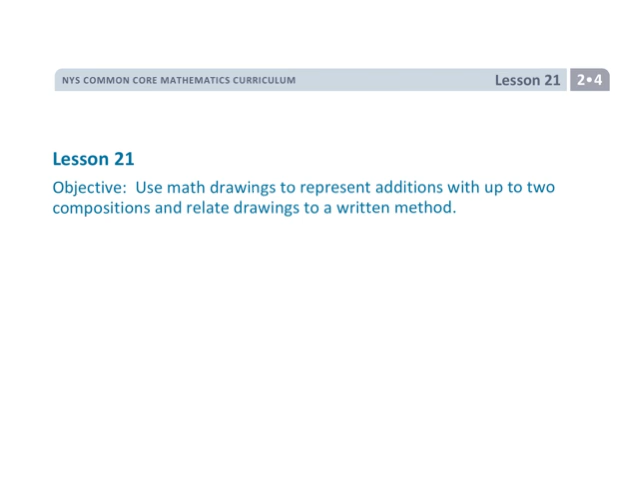 NYS COMMON CORE MATHEMATICS CURRICULUM Lesson 21 2•4
Lesson 21
Objective: Use math drawings to represent additions with up to two
compositions and relate drawings to a written method.